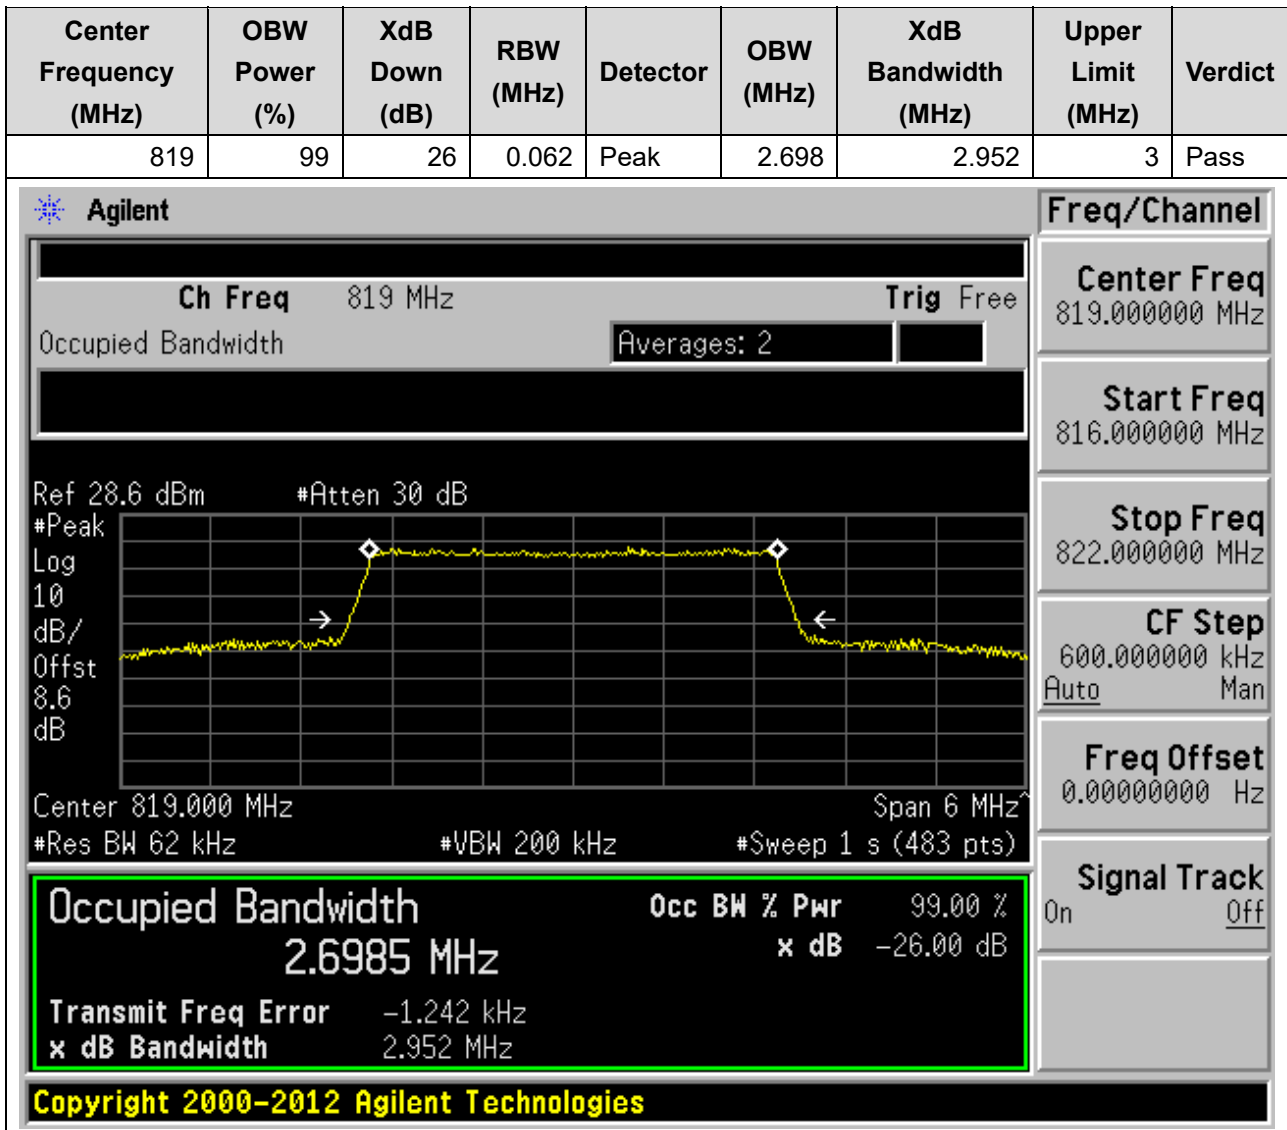 Center Frequency (MHz) OBW Power (%) XdB Down (dB) RBW (MHz) Detector OBW (MHz) XdB Bandwidth (MHz) Upper Limit (MHz) Verdict
819 99 26 0.062 Peak 2.698 2.952 3 Pass
Agilent
Freq/Channel
Ch Freq 819 MHz Trig Free
Occupied Bandwidth Averages: 2
Center Freq
819.000000 MHz
Start Freq
816.000000 MHz
Stop Freq
822.000000 MHz
CF Step
600.000000 kHz
Auto Man
Freq Offset
0.00000000 Hz
Signal Track
On Off
Ref 28.6 dBm #Atten 30 dB
#Peak
Log
10
dB/
Offst
8.6
dB
Center 819.000 MHz Span 6 MHz^
#Res BW 62 kHz #VBW 200 kHz #Sweep 1 s (483 pts)
Occupied Bandwidth
2.6985 MHz
Occ BW % Pwr 99.00 %
x dB -26.00 dB
Transmit Freq Error -1.242 kHz
x dB Bandwidth 2.952 MHz
Copyright 2000-2012 Agilent Technologies